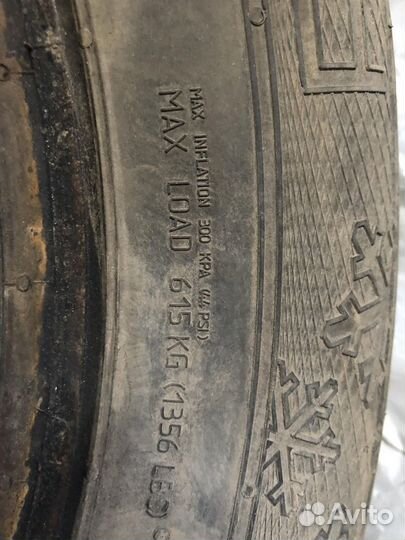 MAX INFLATION 300 KPA (44 PSI)
MAX LOAD 615 KG (1356 LBS)
Avito